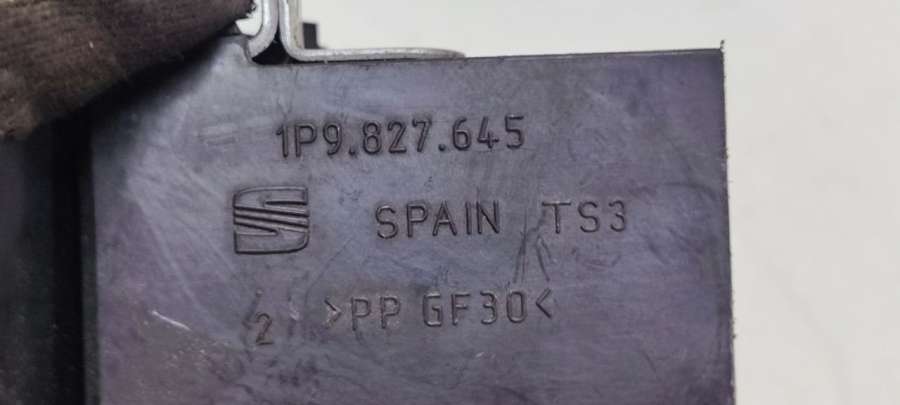 1P9.827.645
SPAIN TS3
2 >PP GF30<